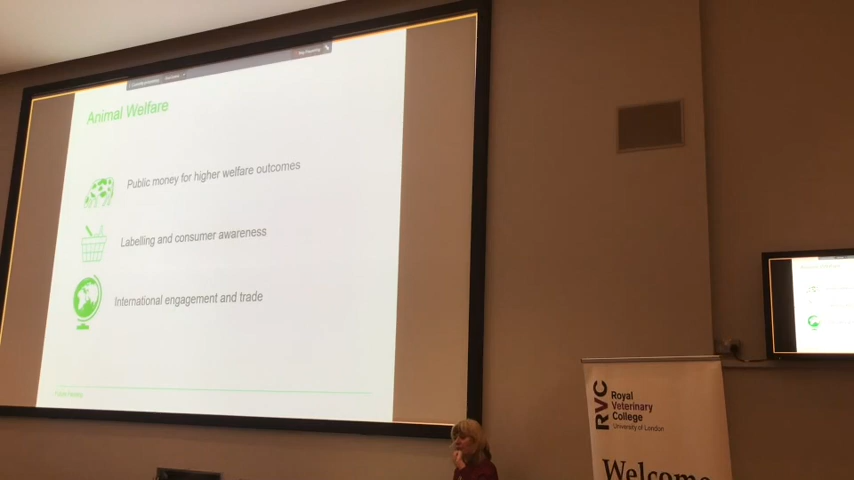 Animal Welfare
Public money for higher welfare outcomes
Labelling and consumer awareness
International engagement and trade
RVC
Royal
Veterinary
College
University of London
Welcome